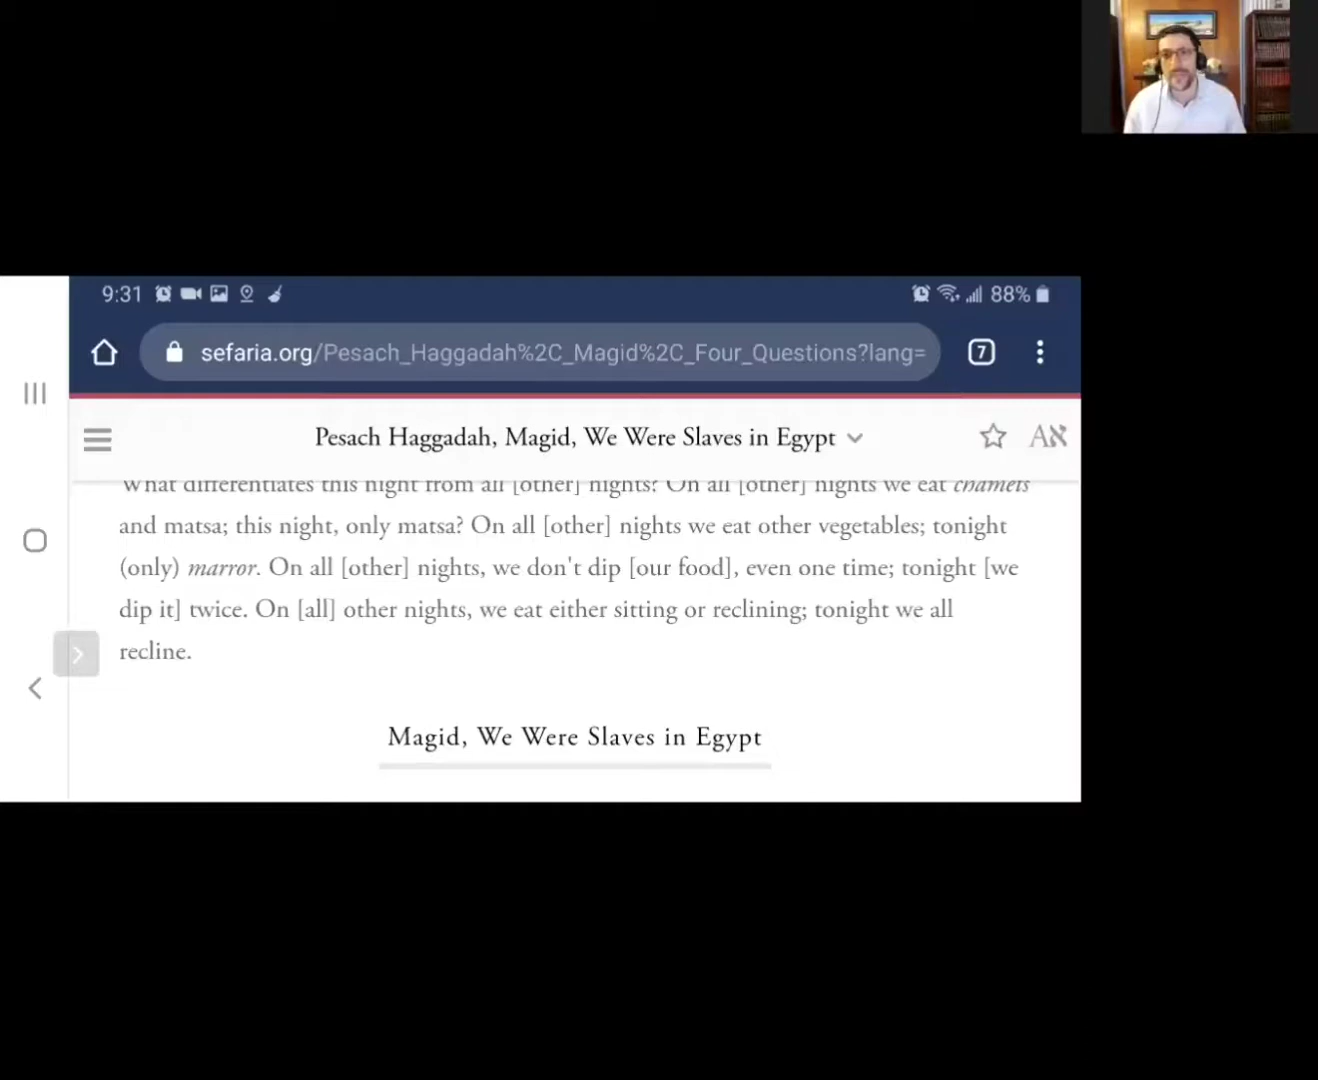 9:31
88%
sefaria.org/Pesach_Haggadah%2C_Magid%2C_Four_Questions?lang=
7
Pesach Haggadah, Magid, We Were Slaves in Egypt
Aא
What differentiates this night from all [other] nights? On all [other] nights we eat chamets
and matsa; this night, only matsa? On all [other] nights we eat other vegetables; tonight
(only) marror. On all [other] nights, we don't dip [our food], even one time; tonight [we
dip it] twice. On [all] other nights, we eat either sitting or reclining; tonight we all
recline.
Magid, We Were Slaves in Egypt